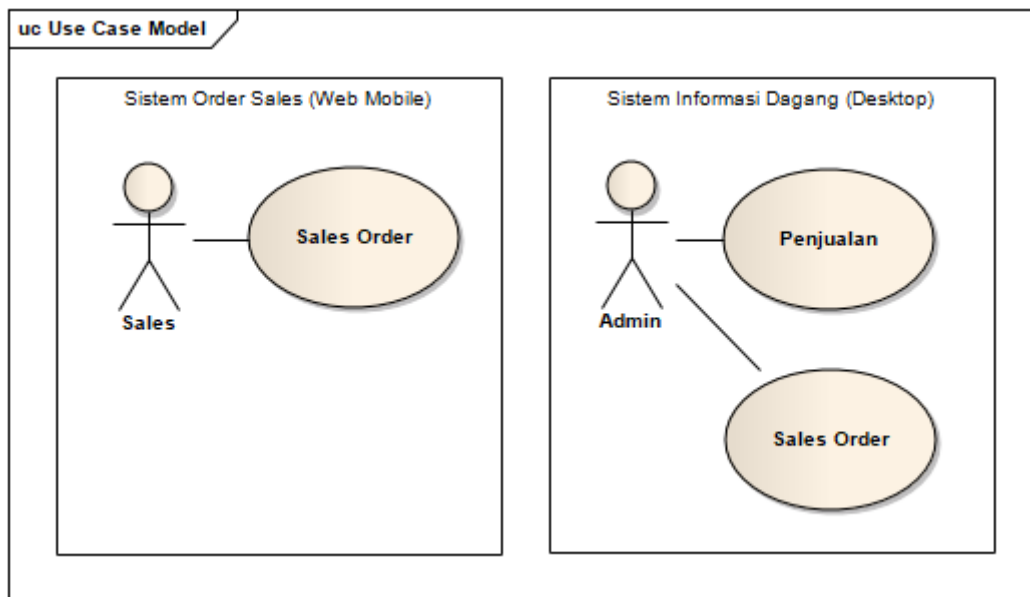 uc Use Case Model
Sistem Order Sales (Web Mobile)
Sales Order
Sales
Sistem Informasi Dagang (Desktop)
Penjualan
Admin
Sales Order